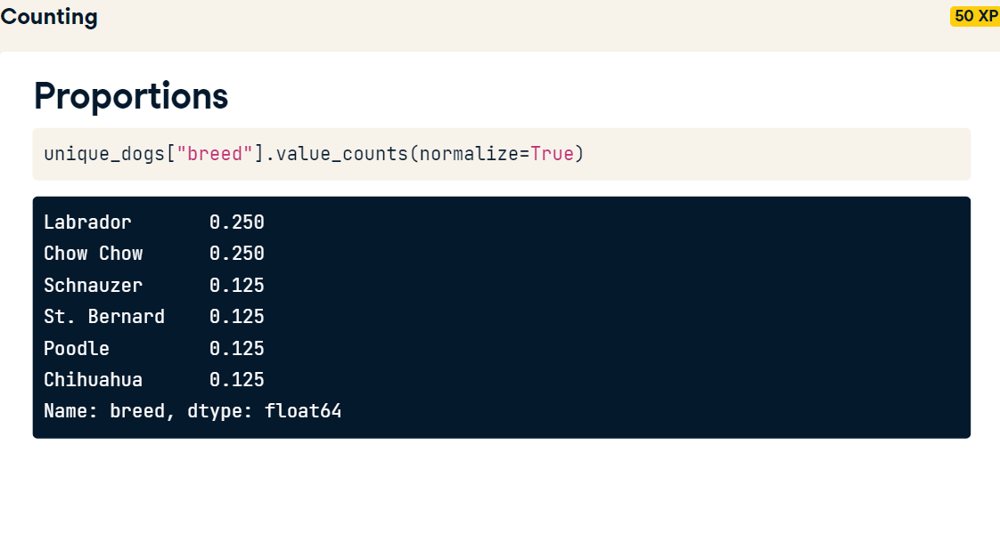 Counting
50 XP
Proportions
unique_dogs["breed"].value_counts(normalize=True)
Labrador       0.250
Chow Chow      0.250
Schnauzer      0.125
St. Bernard    0.125
Poodle         0.125
Chihuahua      0.125
Name: breed, dtype: float64